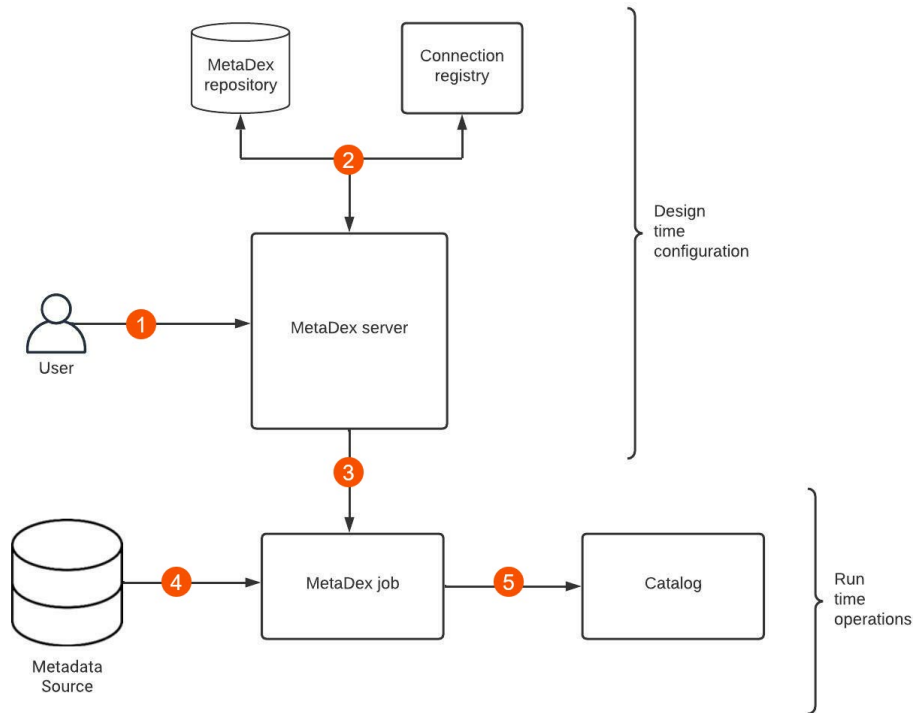 MetaDex
repository
Connection
registry
2
Design
time
configuration
1
MetaDex server
User
3
4
MetaDex job
5
Catalog
Run
time
operations
Metadata
Source